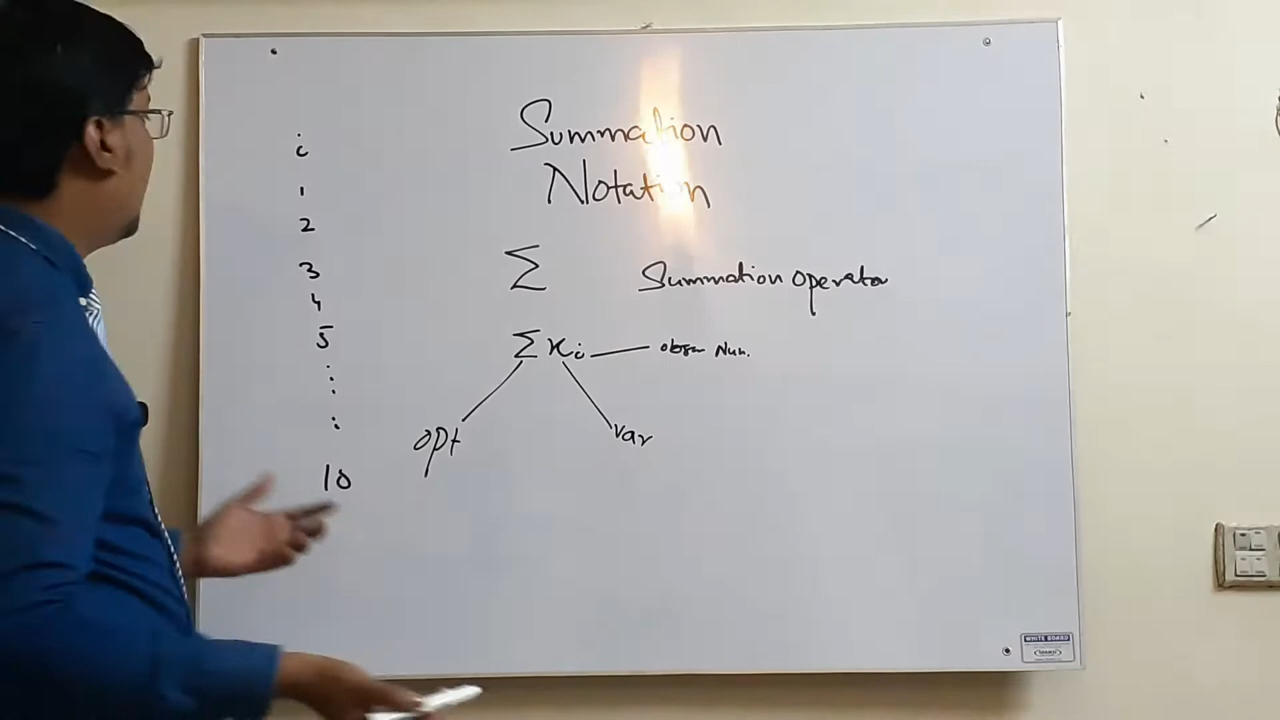 Summation
Notation
Σ Summation operator
Σxᵢ obser Num.
opt var
i
1
2
3
4
5
:
:
10
WHITE BOARD